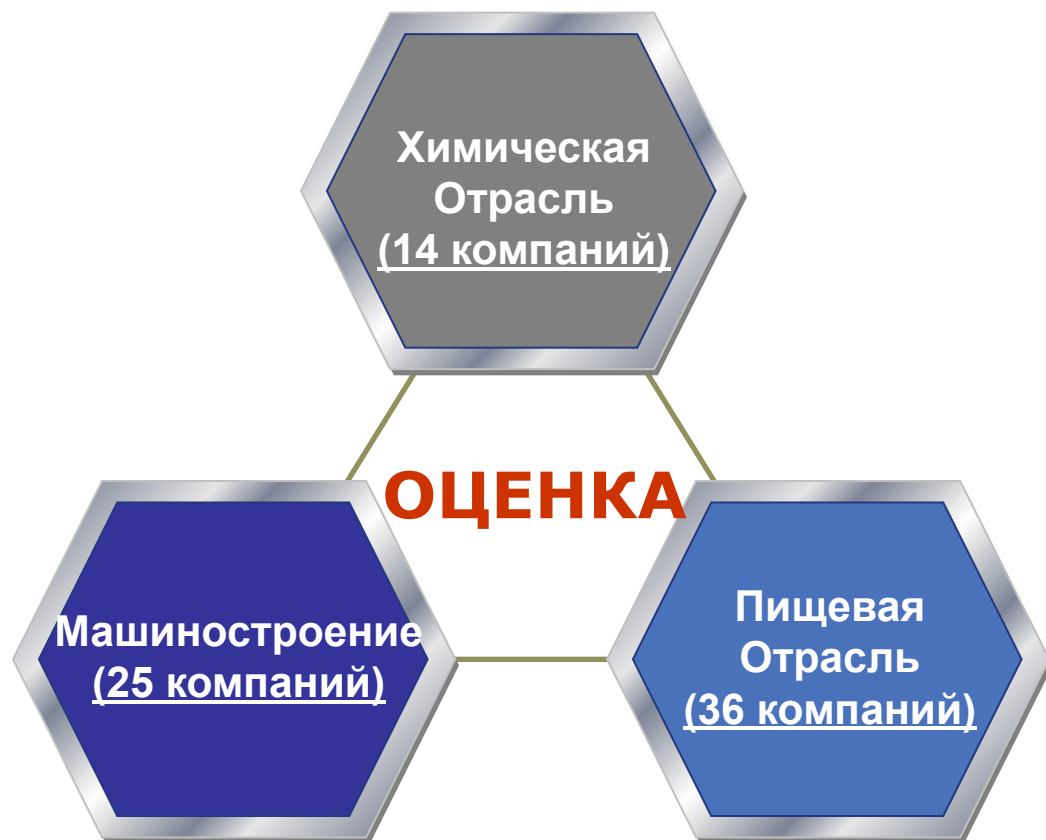 Химическая
Отрасль
(14 компаний)
ОЦЕНКА
Машиностроение
(25 компаний)
Пищевая
Отрасль
(36 компаний)